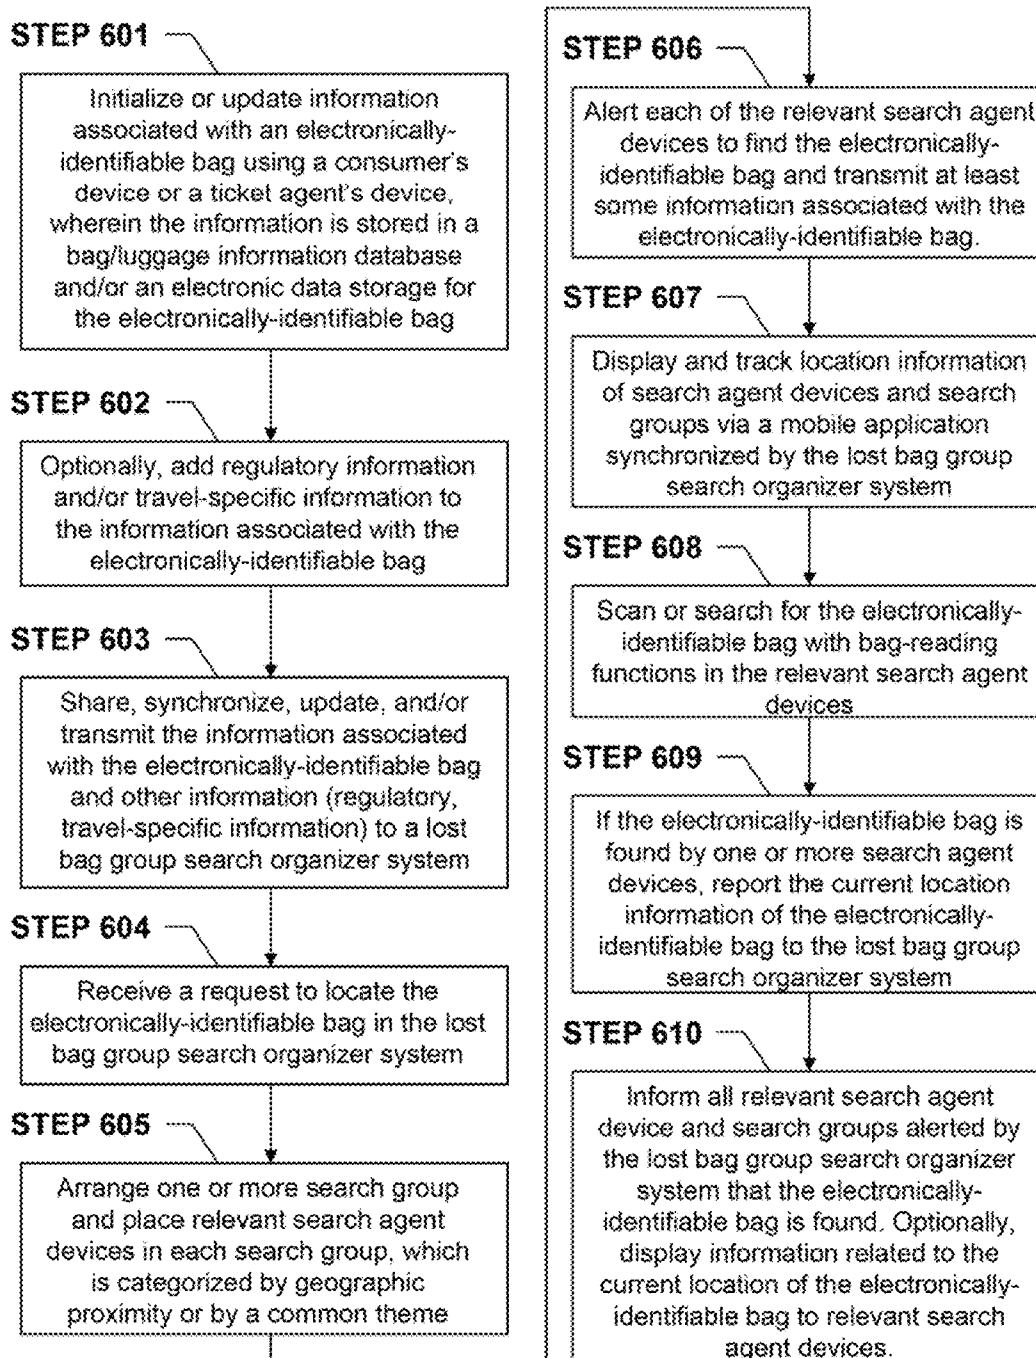 STEP 601
Initialize or update information
associated with an electronically-
identifiable bag using a consumer's
device or a ticket agent's device,
wherein the information is stored in a
bag/luggage information database
and/or an electronic data storage for
the electronically-identifiable bag
STEP 602
Optionally, add regulatory information
and/or travel-specific information to
the information associated with the
electronically-identifiable bag
STEP 603
Share, synchronize, update, and/or
transmit the information associated
with the electronically-identifiable bag
and other information (regulatory,
travel-specific information) to a lost
bag group search organizer system
STEP 604
Receive a request to locate the
electronically-identifiable bag in the lost
bag group search organizer system
STEP 605
Arrange one or more search group
and place relevant search agent
devices in each search group, which
is categorized by geographic
proximity or by a common theme
STEP 606
Alert each of the relevant search agent
devices to find the electronically-
identifiable bag and transmit at least
some information associated with the
electronically-identifiable bag.
STEP 607
Display and track location information
of search agent devices and search
groups via a mobile application
synchronized by the lost bag group
search organizer system
STEP 608
Scan or search for the electronically-
identifiable bag with bag-reading
functions in the relevant search agent
devices
STEP 609
If the electronically-identifiable bag is
found by one or more search agent
devices, report the current location
information of the electronically-
identifiable bag to the lost bag group
search organizer system
STEP 610
Inform all relevant search agent
device and search groups alerted by
the lost bag group search organizer
system that the electronically-
identifiable bag is found. Optionally,
display information related to the
current location of the electronically-
identifiable bag to relevant search
agent devices.